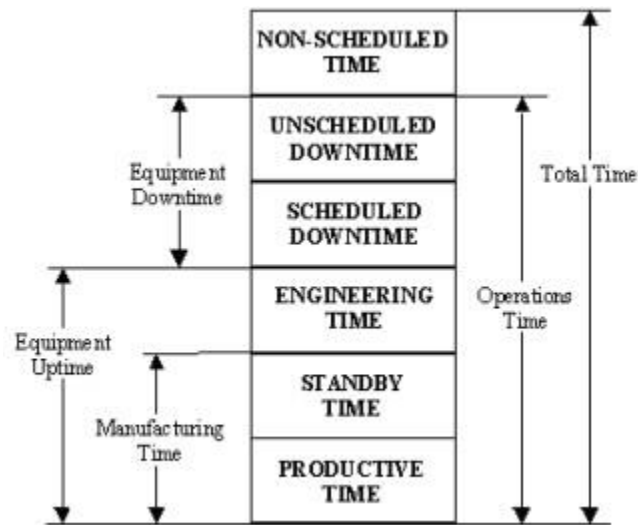 NON-SCHEDULED
TIME
UNSCHEDULED
DOWNTIME
Equipment
Downtime
Total Time
SCHEDULED
DOWNTIME
ENGINEERING
TIME
Operations
Time
Equipment
Uptime
STANDBY
TIME
Manufacturing
Time
PRODUCTIVE
TIME